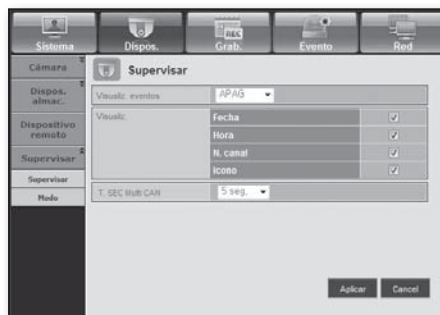 Sistema
Dispos.
REC
Grab.
Evento
Red
Cámara
Dispos.
almac.
Dispositivo
remoto
Supervisar
Supervisar
Modo
Supervisar
Visualiz. eventos
APAG
Visualiz.
Fecha
Hora
N. canal
Icono
T. SEC Multi CAN
5 seg.
Aplicar
Cancel